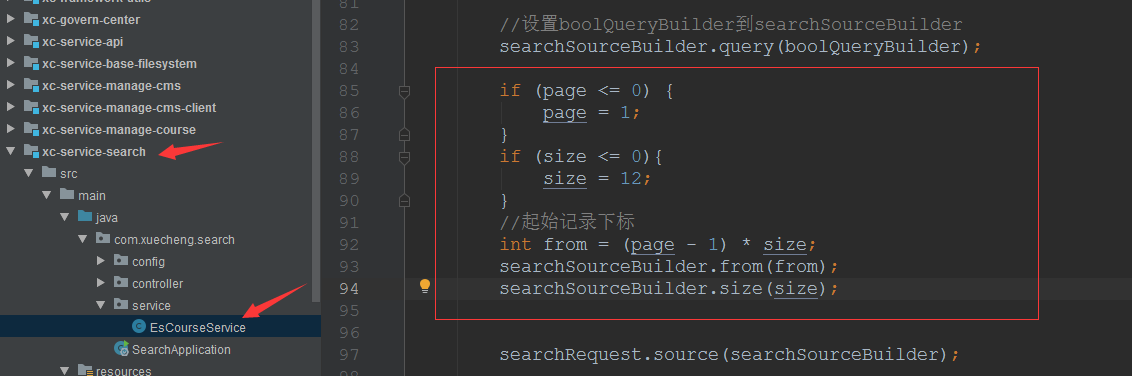 xc-framework-utils
xc-govern-center
xc-service-api
xc-service-base-filesystem
xc-service-manage-cms
xc-service-manage-cms-client
xc-service-manage-course
xc-service-search
src
main
java
com.xuecheng.search
config
controller
service
EsCourseService
SearchApplication
resources
81
82 //设置boolQueryBuilder到searchSourceBuilder
83 searchSourceBuilder.query(boolQueryBuilder);
84
85 if (page <= 0) {
86 page = 1;
87 }
88 if (size <= 0){
89 size = 12;
90 }
91 //起始记录下标
92 int from = (page - 1) * size;
93 searchSourceBuilder.from(from);
94 searchSourceBuilder.size(size);
95
96
97 searchRequest.source(searchSourceBuilder);
98